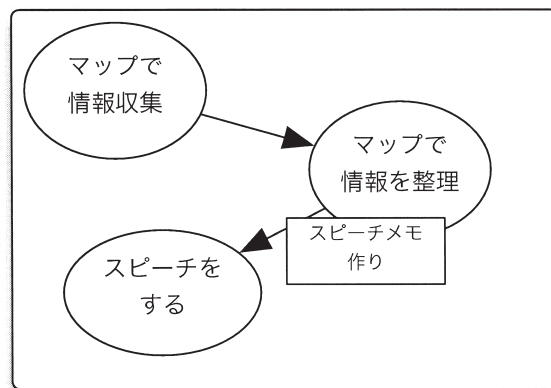 マップで
情報収集
マップで
情報を整理
スピーチメモ
作り
スピーチを
する